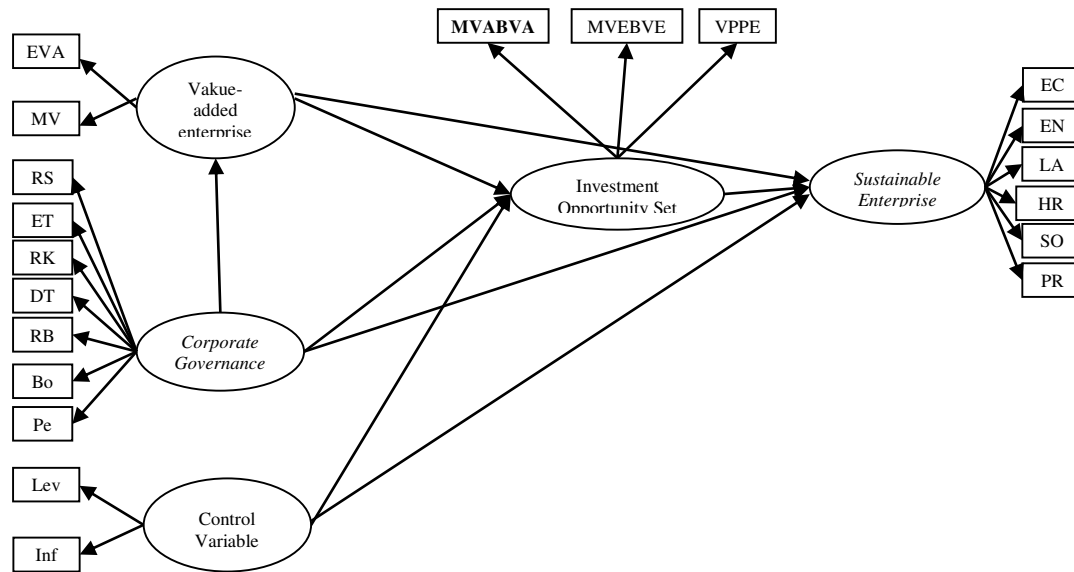 MVABVA
MVEBVE
VPPE
EVA
MV
Vakue-
added
enterprise
RS
ET
RK
DT
RB
Bo
Pe
Corporate
Governance
Investment
Opportunity Set
Sustainable
Enterprise
EC
EN
LA
HR
SO
PR
Lev
Inf
Control
Variable